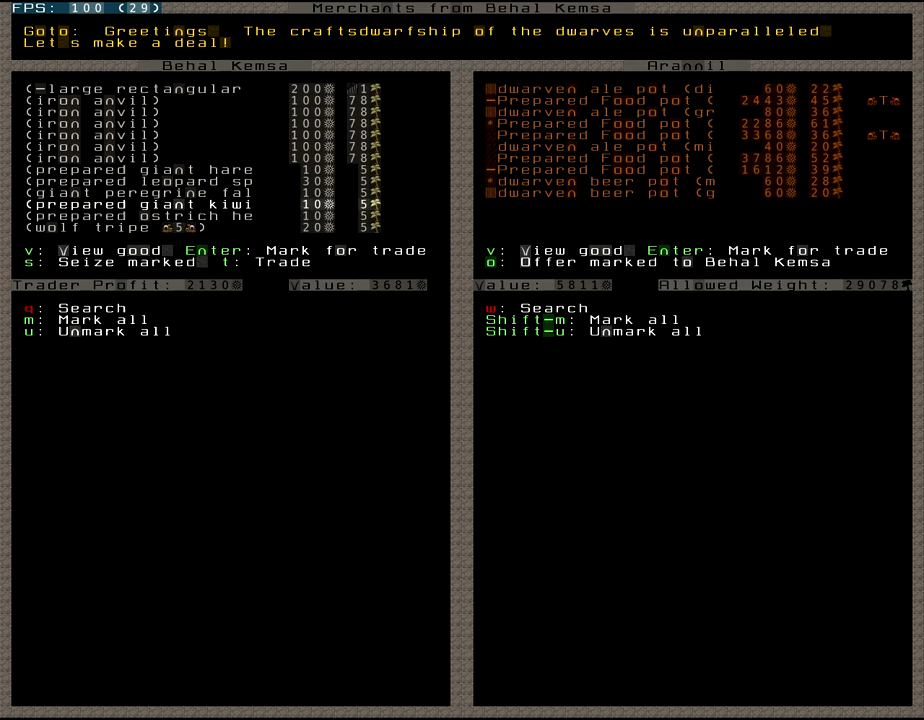 FPS: 100 (29)
Merchants from Behal Kemsa
Goto: Greetings The craftsdwarfship of the dwarves is unparalleled
Let s make a deal!
Behal Kemsa
(-large rectangular 200☼ 1
(iron anvil) 100☼ 78
(iron anvil) 100☼ 78
(iron anvil) 100☼ 78
(iron anvil) 100☼ 78
(iron anvil) 100☼ 78
(iron anvil) 100☼ 78
(prepared giant hare 10☼ 5
(prepared leopard sp 30☼ 5
(giant peregrine fal 10☼ 5
(prepared giant kiwi 10☼ 5
(prepared ostrich he 10☼ 5
(wolf tripe [5]) 20☼ 5
v: View good Enter: Mark for trade
s: Seize marked t: Trade
Trader Profit: 2130☼ Value: 3681☼
q: Search
m: Mark all
u: Unmark all
Arannil
dwarven ale pot (di 60☼ 22
-Prepared Food pot ( 2443☼ 45 T
dwarven ale pot (gr 80☼ 36
*Prepared Food pot ( 2286☼ 61
Prepared Food pot ( 3368☼ 36 T
dwarven ale pot (mi 40☼ 20
Prepared Food pot ( 3786☼ 52
-Prepared Food pot ( 1612☼ 39
*dwarven beer pot (m 60☼ 28
dwarven beer pot (g 60☼ 20
v: View good Enter: Mark for trade
o: Offer marked to Behal Kemsa
Value: 5811☼ Allowed Weight: 29078
w: Search
Shift-m: Mark all
Shift-u: Unmark all